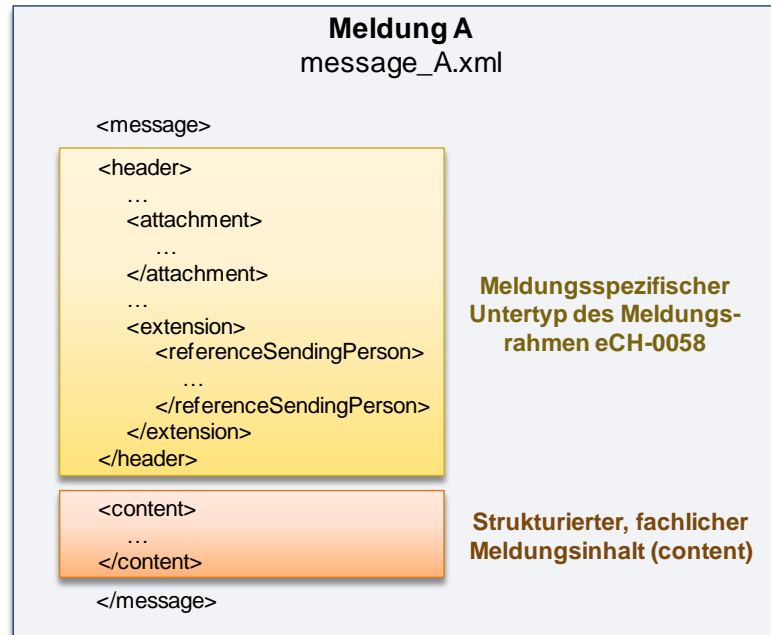 Meldung A
message_A.xml
<message>
<header>
…
<attachment>
…
</attachment>
…
<extension>
<referenceSendingPerson>
…
</referenceSendingPerson>
</extension>
</header>
Meldungsspezifischer
Untertyp des Meldungs-
rahmen eCH-0058
<content>
…
</content>
Strukturierter, fachlicher
Meldungsinhalt (content)
</message>